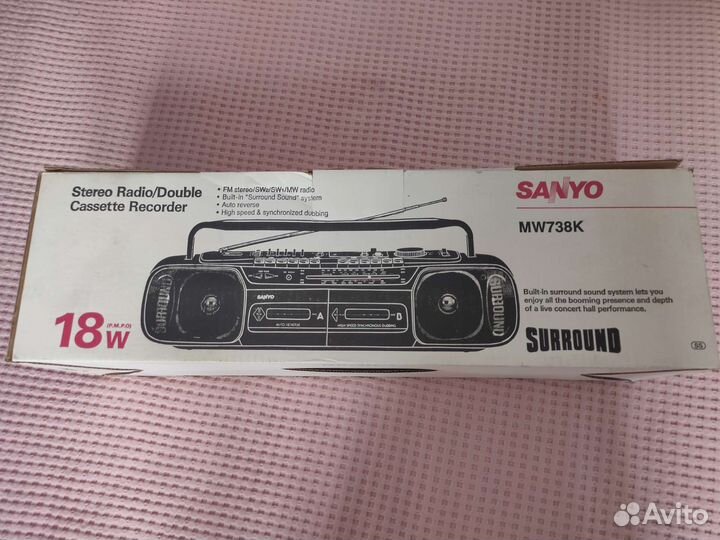 Stereo Radio/Double
Cassette Recorder
• FM stereo/SW2/SW1/MW radio
• Built-in "Surround Sound" system
• Auto reverse
• High speed & synchronized dubbing
SANYO
MW738K
Built-in surround sound system lets you
enjoy all the booming presence and depth
of a live concert hall performance.
SURROUND
SS
18W
(P.M.P.O)
SURROUND
SANYO
A
B
AUTO REVERSE
HIGH SPEED SYNCHRONOUS DUBBING
SURROUND
Avito